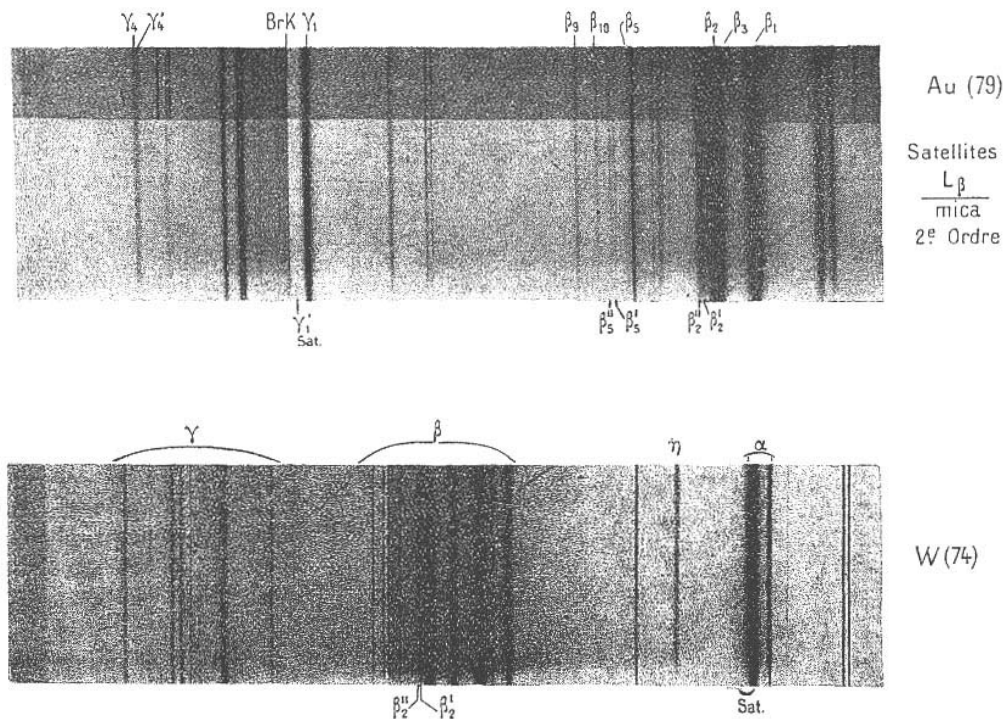 γ4 γ4' BrK γ1 β9 β10 β5 β2 β3 β1
Au (79)
Satellites
Lβ
mica
2e Ordre
γ1' β5'' β5' β2'' β2'
Sat.
γ β η α
W (74)
β2'' β2' Sat.